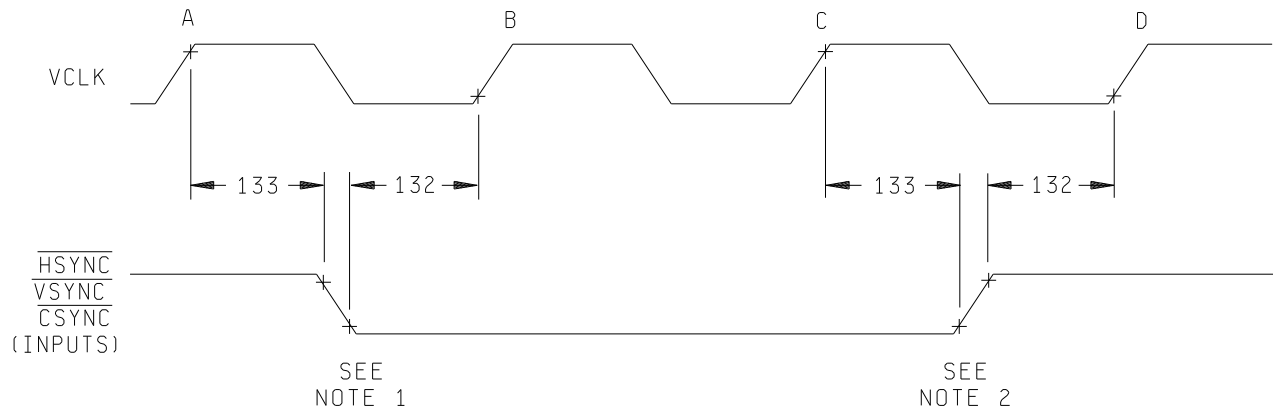 A
B
C
D
VCLK
133
132
133
132
HSYNC
VSYNC
CSYNC
(INPUTS)
SEE
NOTE 1
SEE
NOTE 2